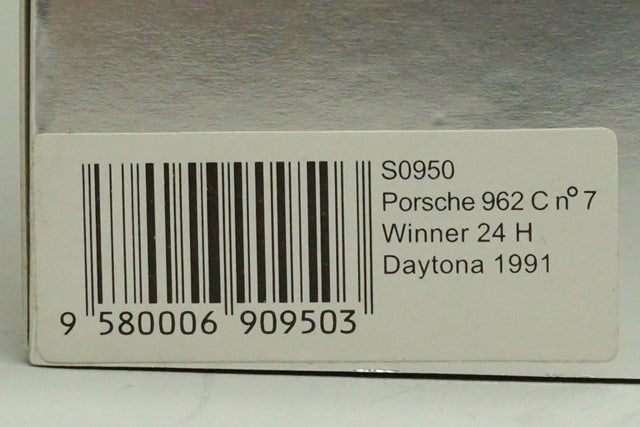 S0950
Porsche 962 C n° 7
Winner 24 H
Daytona 1991
9 580006 909503